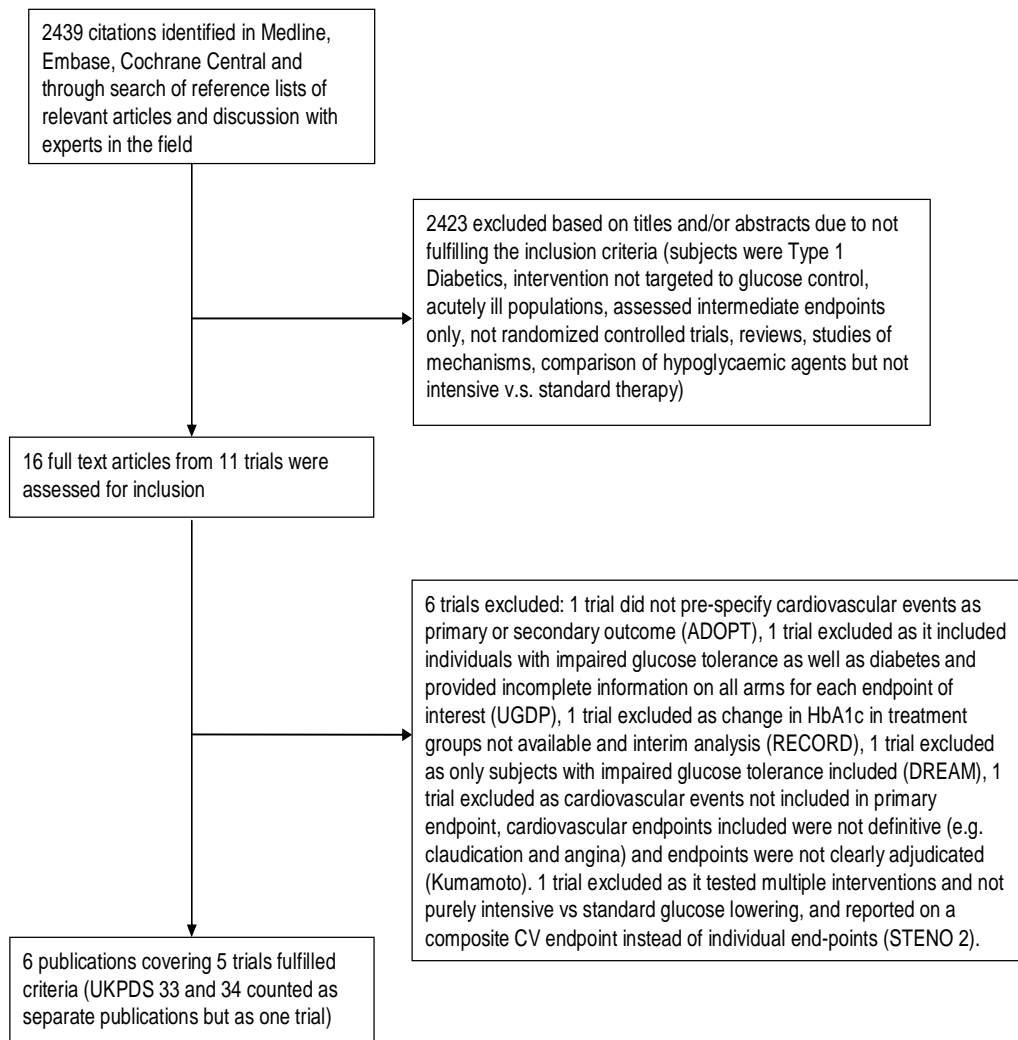 2439 citations identified in Medline,
Embase, Cochrane Central and
through search of reference lists of
relevant articles and discussion with
experts in the field
2423 excluded based on titles and/or abstracts due to not
fulfilling the inclusion criteria (subjects were Type 1
Diabetics, intervention not targeted to glucose control,
acutely ill populations, assessed intermediate endpoints
only, not randomized controlled trials, reviews, studies of
mechanisms, comparison of hypoglycaemic agents but not
intensive v.s. standard therapy)
16 full text articles from 11 trials were
assessed for inclusion
6 trials excluded: 1 trial did not pre-specify cardiovascular events as
primary or secondary outcome (ADOPT), 1 trial excluded as it included
individuals with impaired glucose tolerance as well as diabetes and
provided incomplete information on all arms for each endpoint of
interest (UGDP), 1 trial excluded as change in HbA1c in treatment
groups not available and interim analysis (RECORD), 1 trial excluded
as only subjects with impaired glucose tolerance included (DREAM), 1
trial excluded as cardiovascular events not included in primary
endpoint, cardiovascular endpoints included were not definitive (e.g.
claudication and angina) and endpoints were not clearly adjudicated
(Kumamoto). 1 trial excluded as it tested multiple interventions and not
purely intensive vs standard glucose lowering, and reported on a
composite CV endpoint instead of individual end-points (STENO 2).
6 publications covering 5 trials fulfilled
criteria (UKPDS 33 and 34 counted as
separate publications but as one trial)